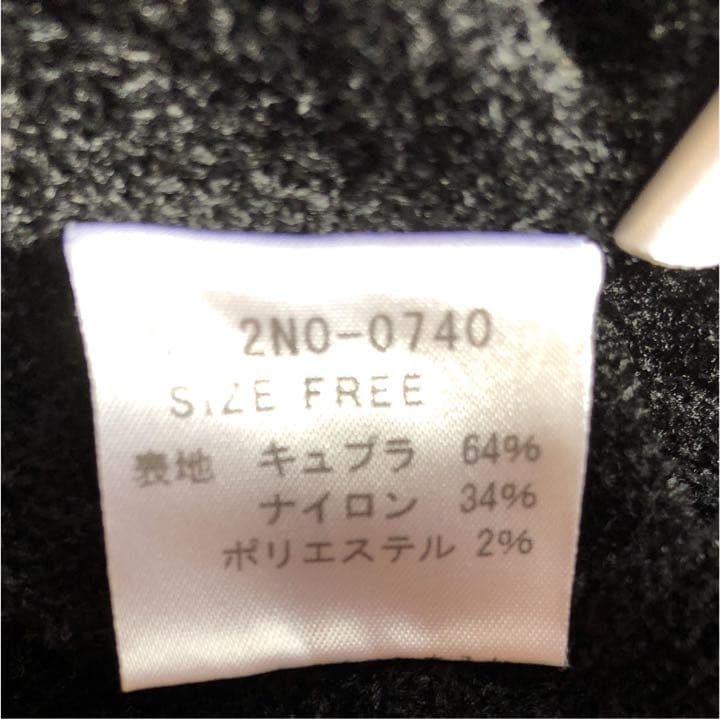 2NO-0740
SIZE FREE
表地 キュプラ 64%
ナイロン 34%
ポリエステル 2%